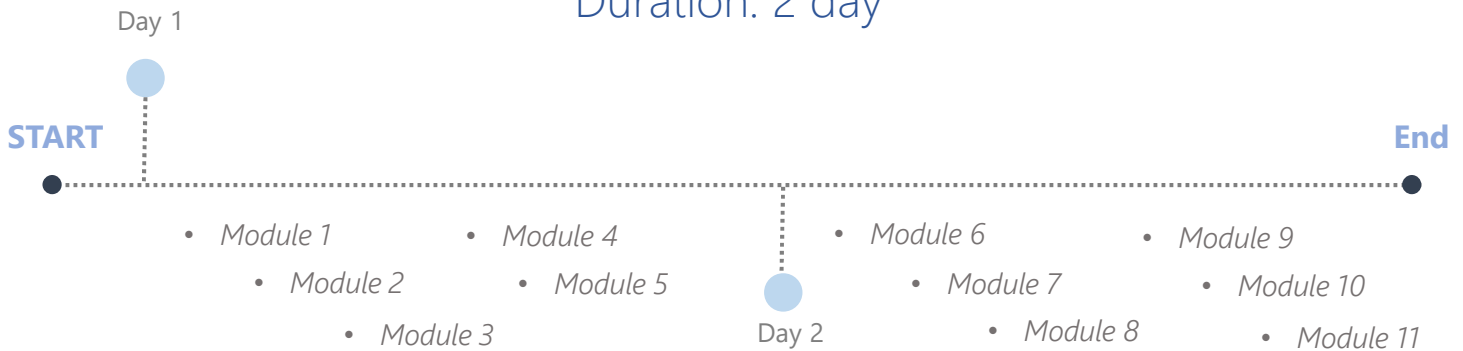 Duration: 2 day
Day 1
START
End
• Module 1
• Module 2
• Module 3
• Module 4
• Module 5
Day 2
• Module 6
• Module 7
• Module 8
• Module 9
• Module 10
• Module 11